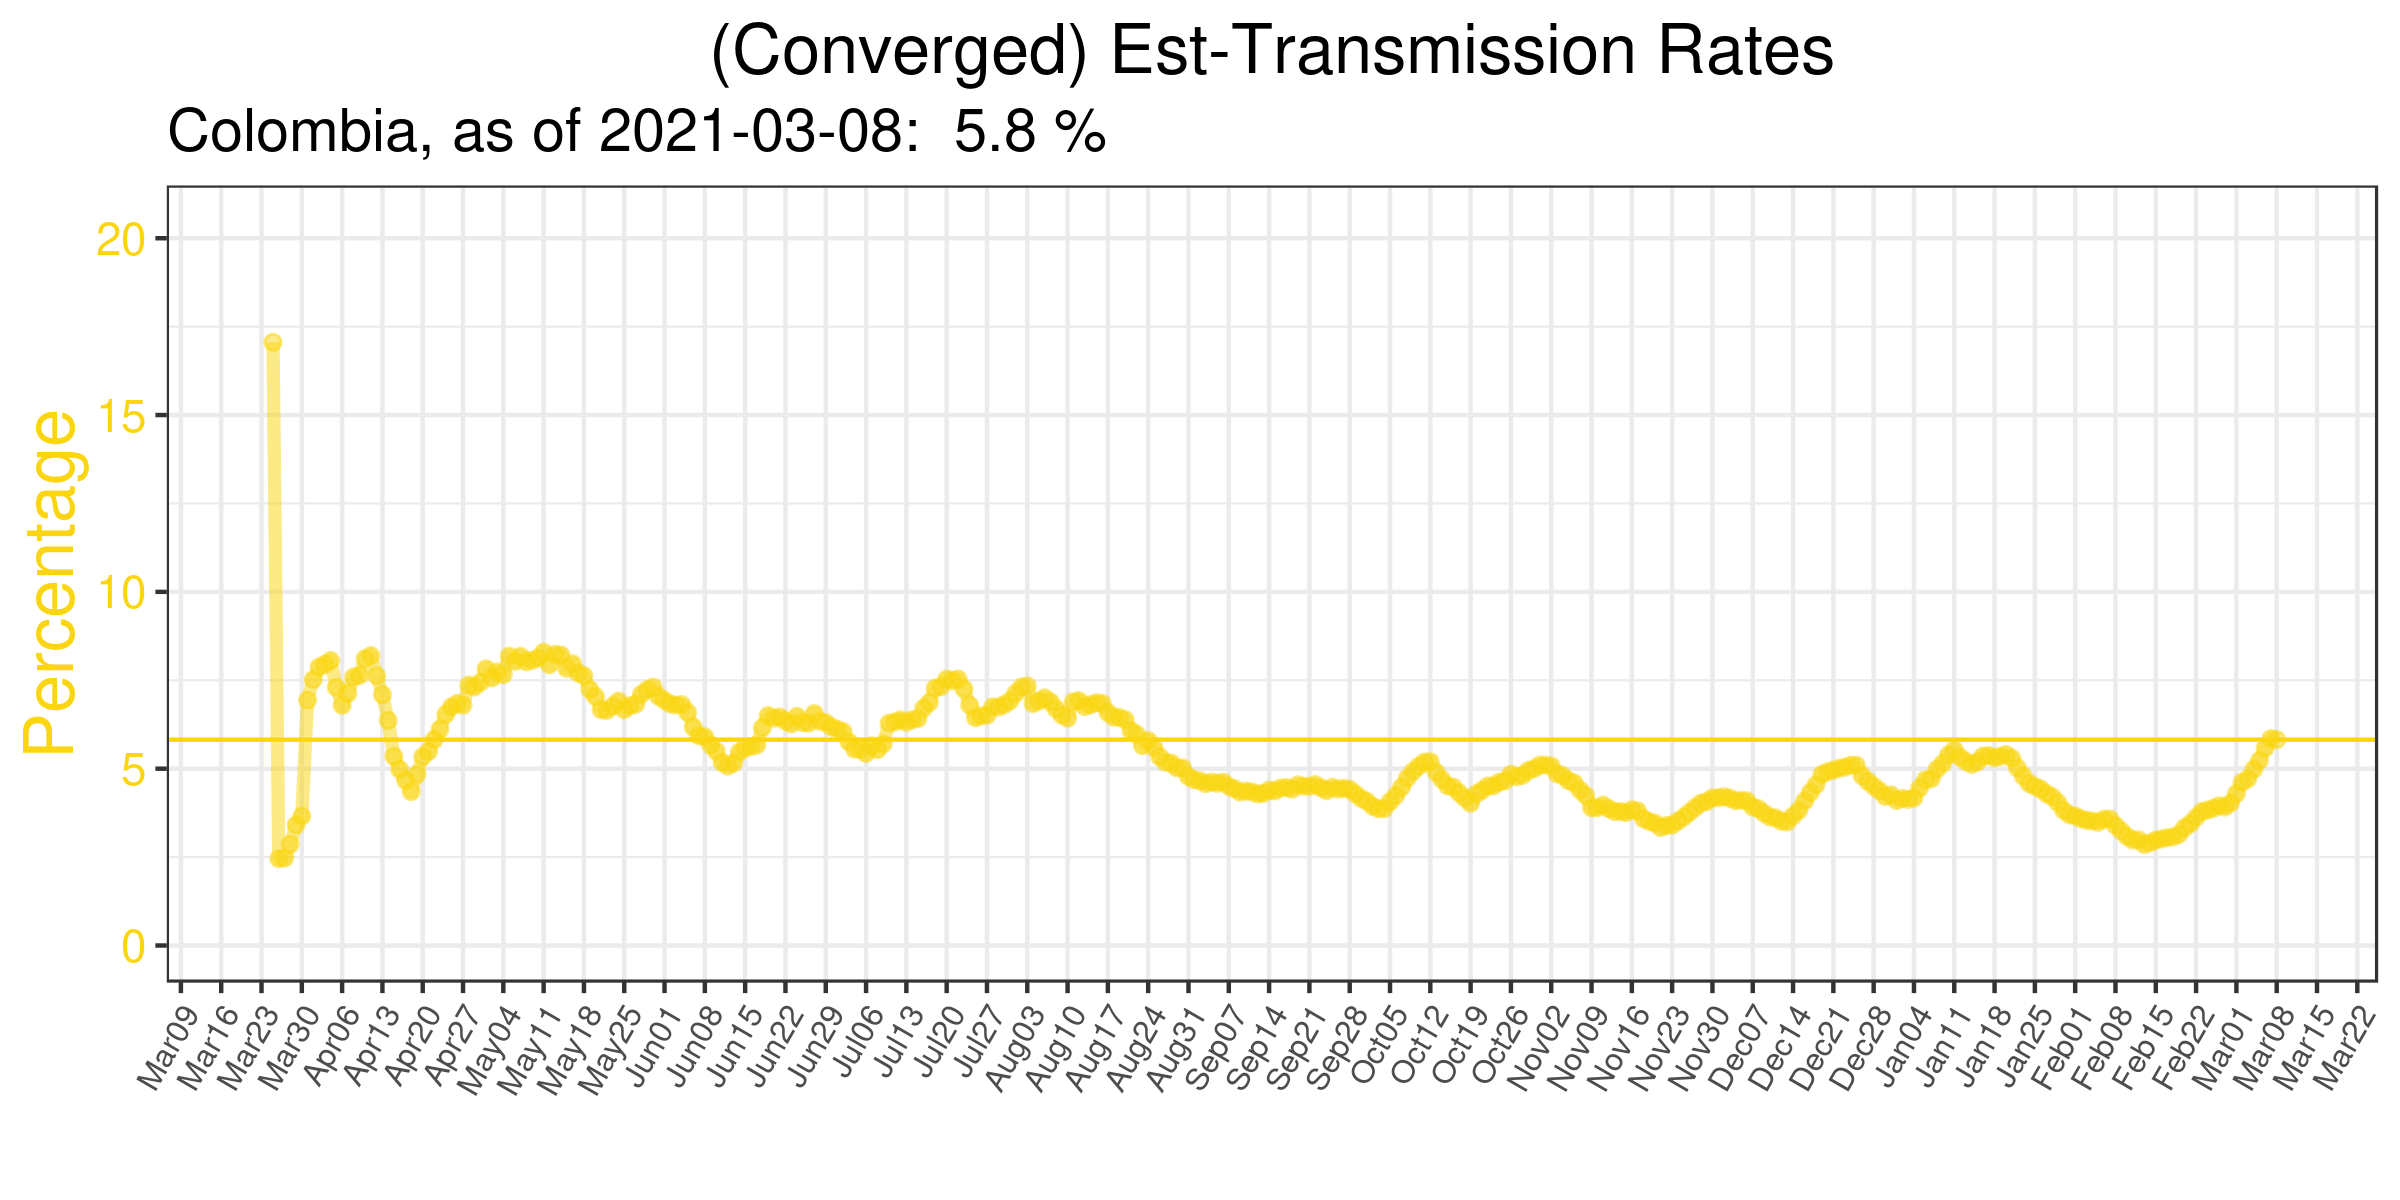 (Converged) Est-Transmission Rates
Colombia, as of 2021-03-08:  5.8 %
Percentage
20
15
10
5
0
Mar09
Mar16
Mar23
Mar30
Apr06
Apr13
Apr20
Apr27
May04
May11
May18
May25
Jun01
Jun08
Jun15
Jun22
Jun29
Jul06
Jul13
Jul20
Jul27
Aug03
Aug10
Aug17
Aug24
Aug31
Sep07
Sep14
Sep21
Sep28
Oct05
Oct12
Oct19
Oct26
Nov02
Nov09
Nov16
Nov23
Nov30
Dec07
Dec14
Dec21
Dec28
Jan04
Jan11
Jan18
Jan25
Feb01
Feb08
Feb15
Feb22
Mar01
Mar08
Mar15
Mar22